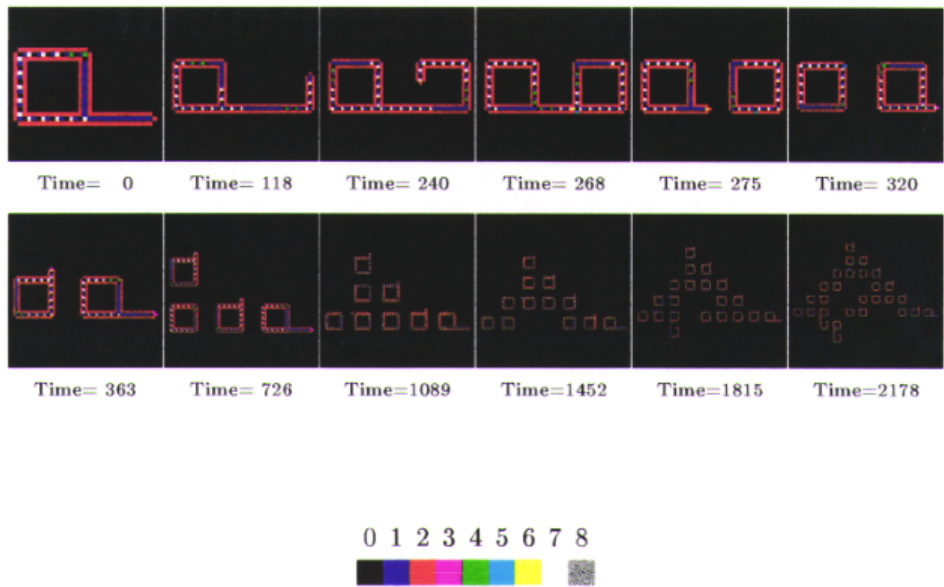 Time= 0 Time= 118 Time= 240 Time= 268 Time= 275 Time= 320
Time= 363 Time= 726 Time=1089 Time=1452 Time=1815 Time=2178
0 1 2 3 4 5 6 7 8